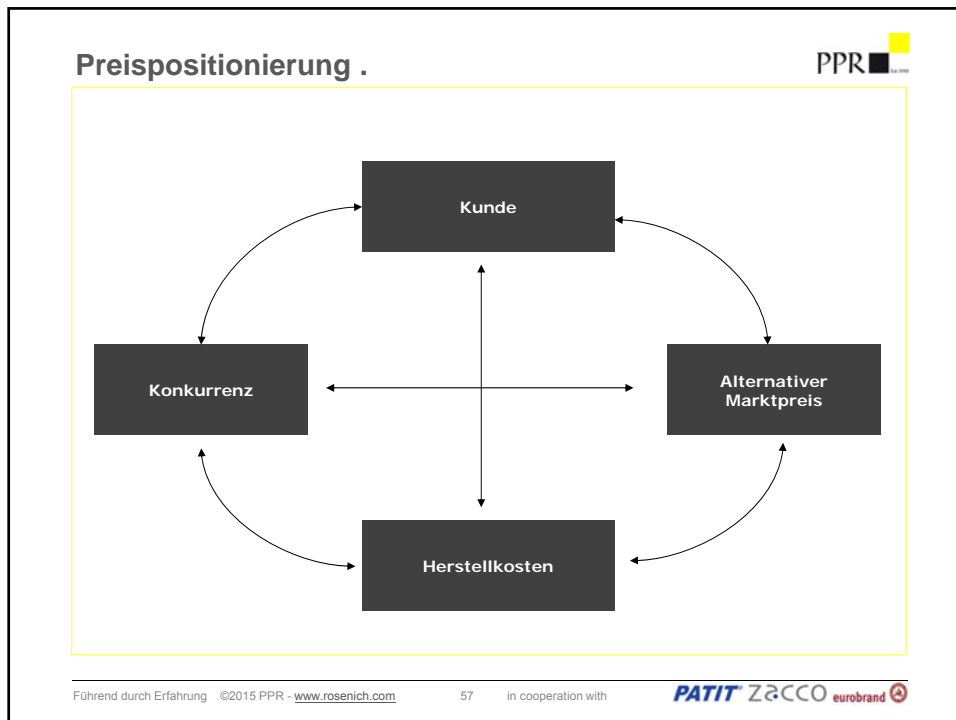 Preispositionierung .
PPR
Kunde
Konkurrenz
Alternativer
Marktpreis
Herstellkosten
Führend durch Erfahrung ©2015 PPR - www.rosenich.com 57 in cooperation with PATIT ZACCO eurobrand